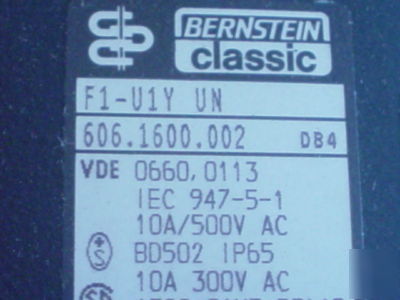 BERNSTEIN
classic
F1-U1Y UN
606.1600.002 DB4
VDE 0660,0113
IEC 947-5-1
10A/500V AC
BD502 IP65
10A 300V AC